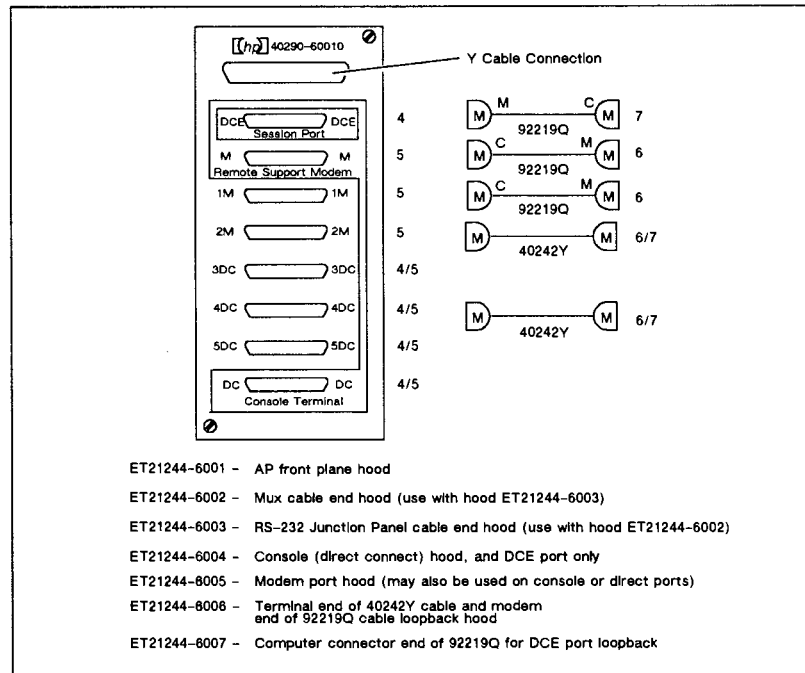 hp 40290-60010
Y Cable Connection
DCE DCE 4 M M C M 7
Session Port 92219Q
M M 5 M C M M 6
Remote Support Modem 92219Q
1M 1M 5 M C M M 6
92219Q
2M 2M 5 M M 6/7
40242Y
3DC 3DC 4/5
4DC 4DC 4/5 M M 6/7
40242Y
5DC 5DC 4/5
DC DC 4/5
Console Terminal
ET21244-6001 - AP front plane hood
ET21244-6002 - Mux cable end hood (use with hood ET21244-6003)
ET21244-6003 - RS-232 Junction Panel cable end hood (use with hood ET21244-6002)
ET21244-6004 - Console (direct connect) hood, and DCE port only
ET21244-6005 - Modem port hood (may also be used on console or direct ports)
ET21244-6006 - Terminal end of 40242Y cable and modem
end of 92219Q cable loopback hood
ET21244-6007 - Computer connector end of 92219Q for DCE port loopback